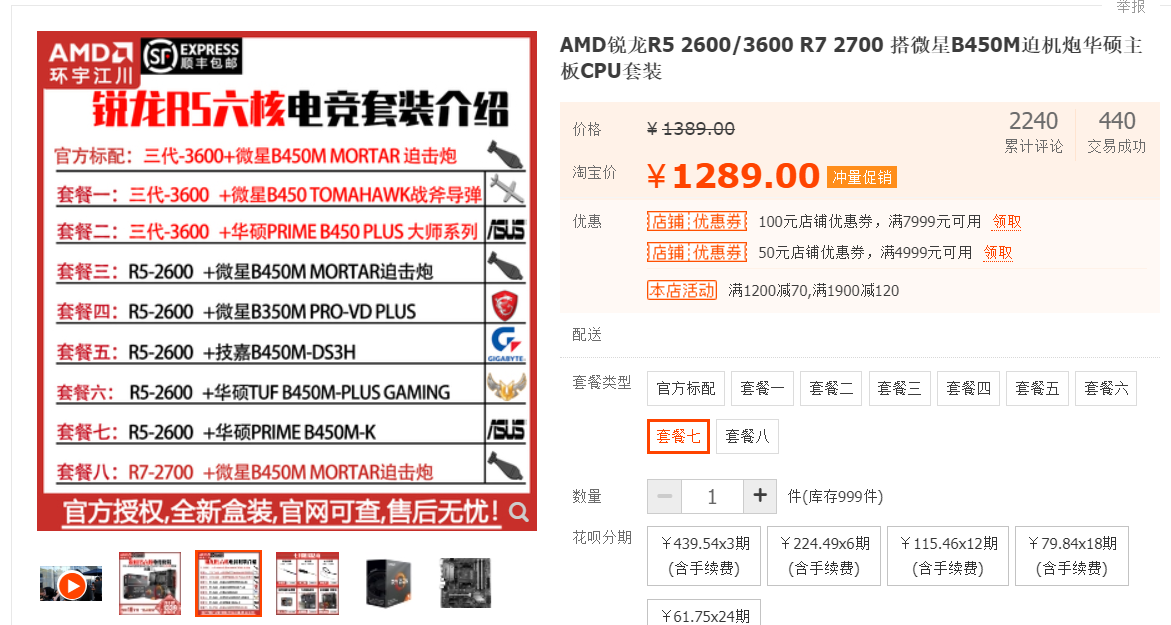 举报
AMD
环宇江川
SF EXPRESS
顺丰包邮
锐龙R5六核电竞套装介绍
官方标配：三代-3600+微星B450M MORTAR 迫击炮
套餐一：三代-3600 +微星B450 TOMAHAWK战斧导弹
套餐二：三代-3600 +华硕PRIME B450 PLUS 大师系列
ASUS
套餐三：R5-2600 +微星B450M MORTAR迫击炮
套餐四：R5-2600 +微星B350M PRO-VD PLUS
套餐五：R5-2600 +技嘉B450M-DS3H
GIGABYTE
套餐六：R5-2600 +华硕TUF B450M-PLUS GAMING
套餐七：R5-2600 +华硕PRIME B450M-K
ASUS
套餐八：R7-2700 +微星B450M MORTAR迫击炮
官方授权,全新盒装,官网可查,售后无忧!
AMD锐龙R5 2600/3600 R7 2700 搭微星B450M迫机炮华硕主
板CPU套装
价格 ¥ 1389.00
2240 累计评论
440 交易成功
淘宝价 ¥1289.00 冲量促销
优惠 店铺优惠券 100元店铺优惠券，满7999元可用 领取
店铺优惠券 50元店铺优惠券，满4999元可用 领取
本店活动 满1200减70,满1900减120
配送
套餐类型 官方标配 套餐一 套餐二 套餐三 套餐四 套餐五 套餐六
套餐七 套餐八
数量 − 1 + 件(库存999件)
花呗分期 ¥439.54x3期 ¥224.49x6期 ¥115.46x12期 ¥79.84x18期
(含手续费) (含手续费) (含手续费) (含手续费)
¥61.75x24期